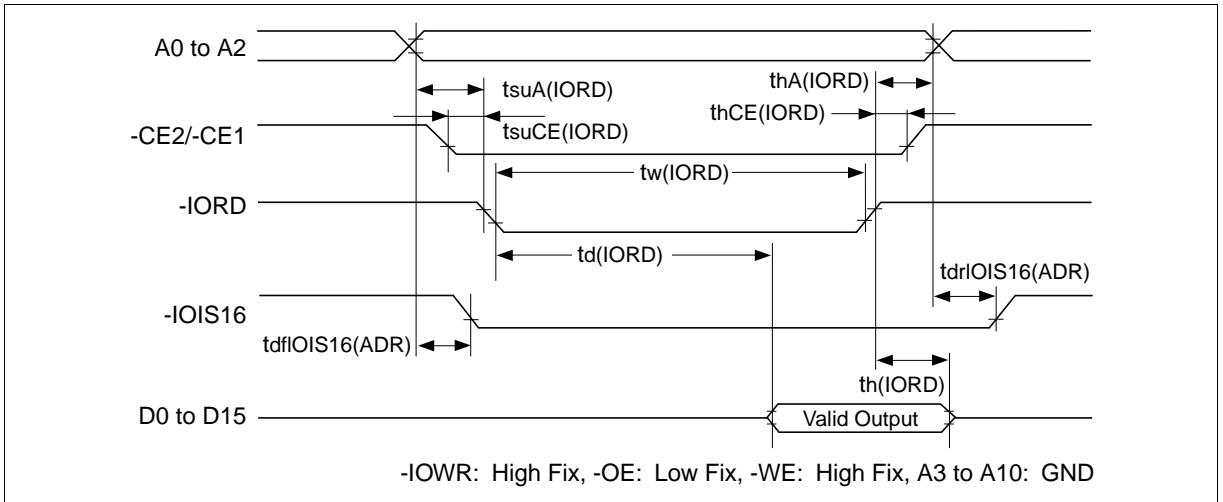 A0 to A2
tsuA(IORD)
thA(IORD)
thCE(IORD)
-CE2/-CE1
tsuCE(IORD)
tw(IORD)
-IORD
td(IORD)
tdrIOIS16(ADR)
-IOIS16
tdfIOIS16(ADR)
th(IORD)
D0 to D15
Valid Output
-IOWR: High Fix, -OE: Low Fix, -WE: High Fix, A3 to A10: GND